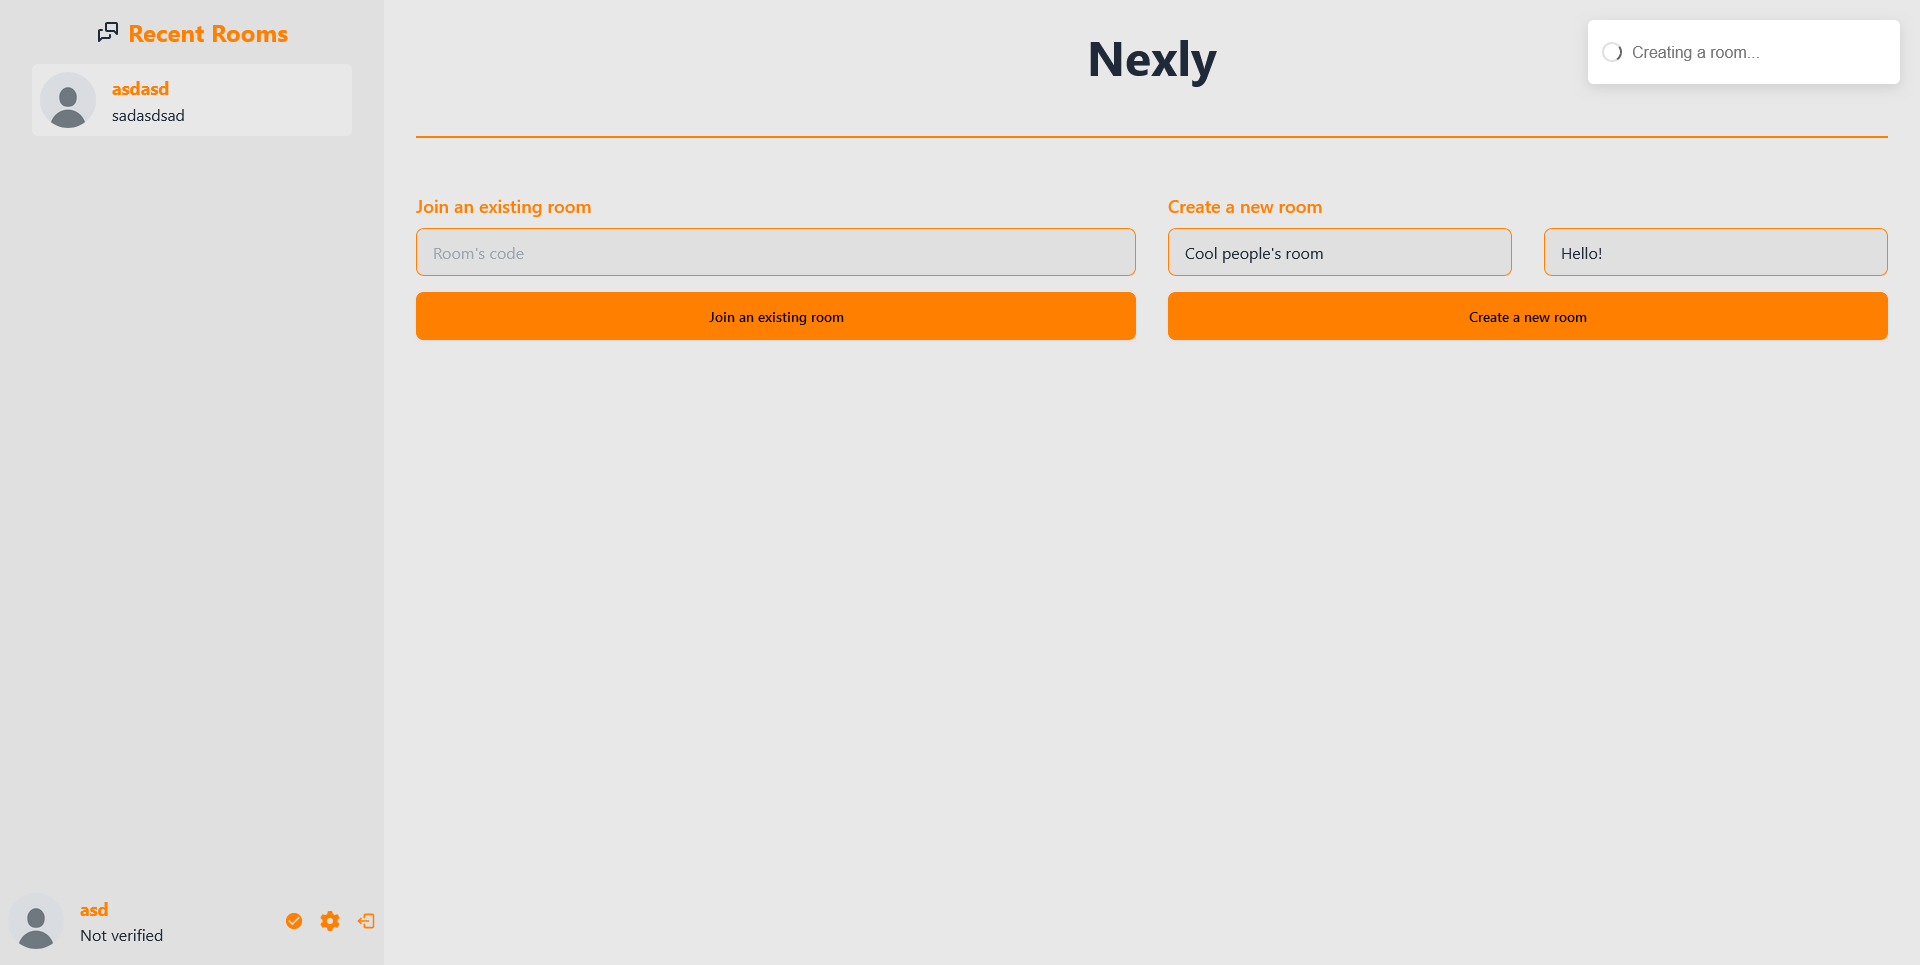 Recent Rooms
asdasd
sadasdsad
Nexly
Creating a room...
Join an existing room
Room's code
Join an existing room
Create a new room
Cool people's room
Hello!
Create a new room
asd
Not verified